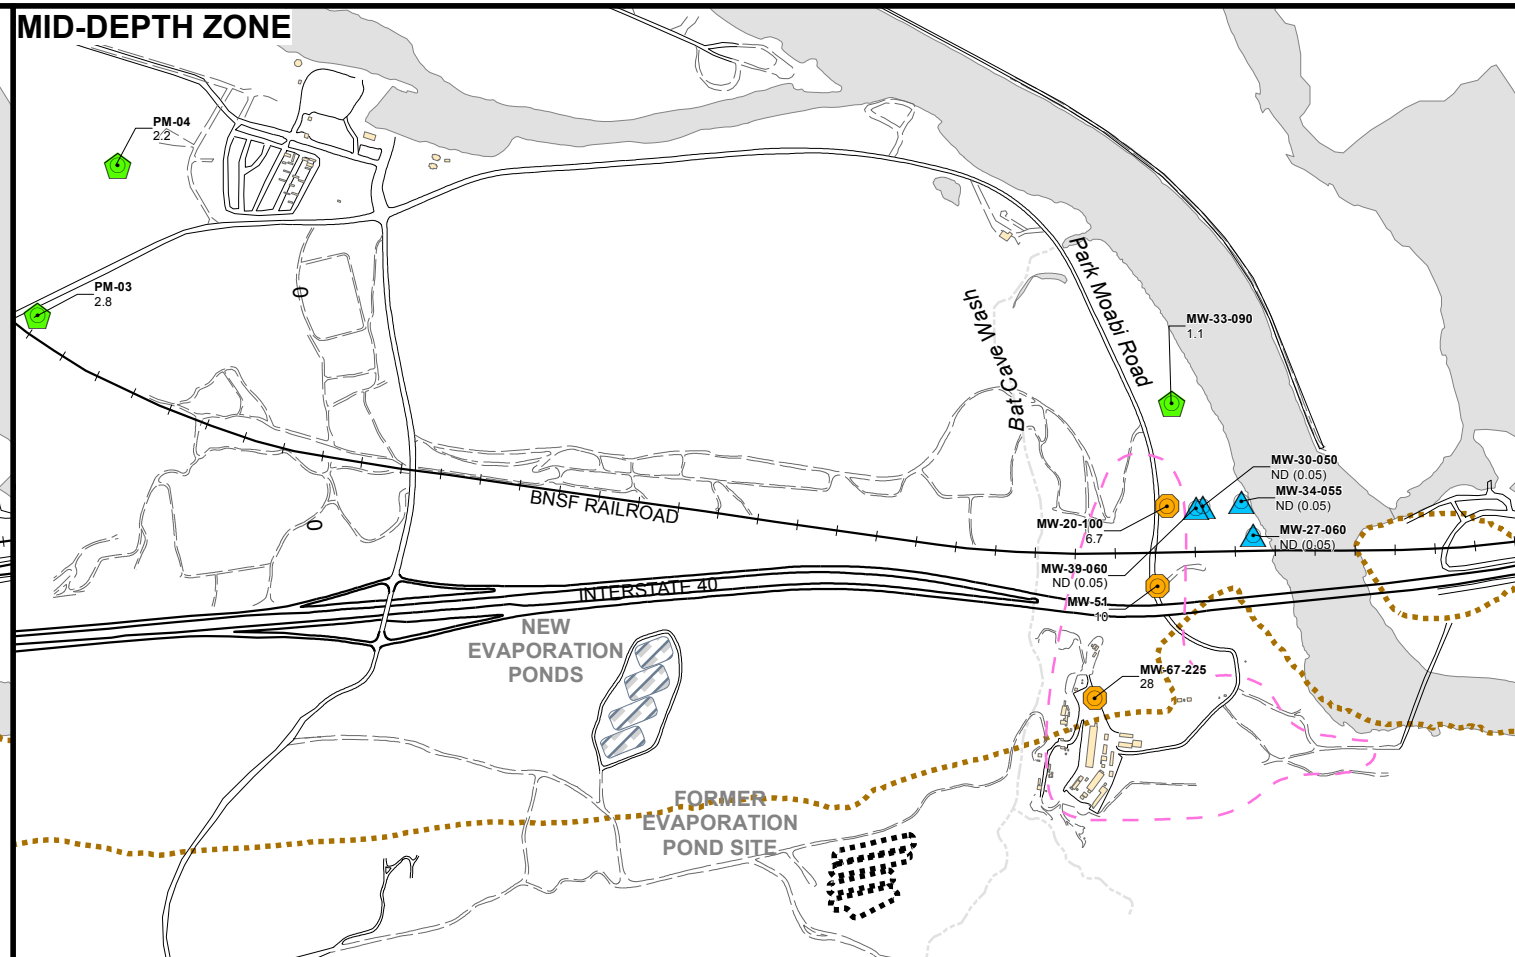 MID-DEPTH ZONE
PM-04
2.2
PM-03
2.8
0
0
Park Moabi Road
Bat Cave Wash
MW-33-090
1.1
MW-30-050
ND (0.05)
MW-34-055
ND (0.05)
MW-27-060
ND (0.05)
MW-20-100
6.7
MW-39-060
ND (0.05)
MW-51
10
MW-67-225
28
BNSF RAILROAD
INTERSTATE 40
NEW
EVAPORATION
PONDS
FORMER
EVAPORATION
POND SITE